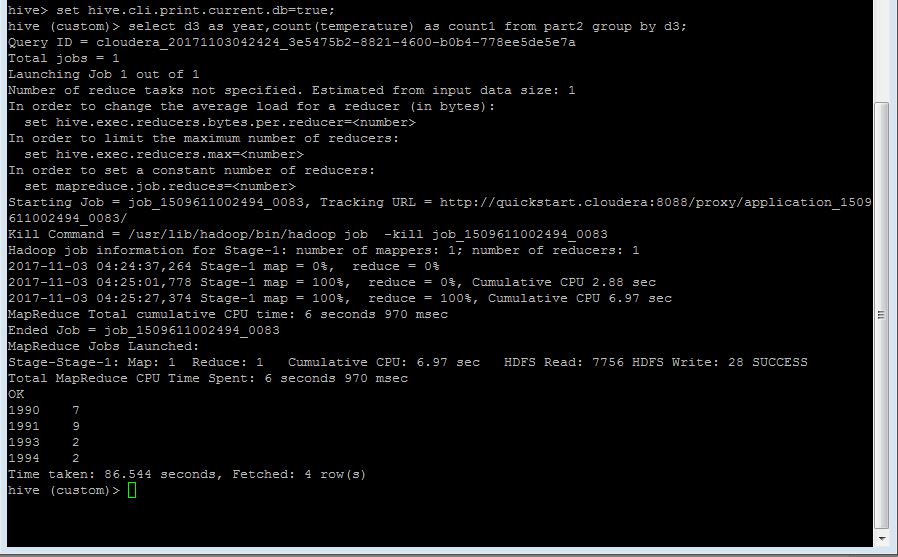 hive> set hive.cli.print.current.db=true;
hive (custom)> select d3 as year,count(temperature) as count1 from part2 group by d3;
Query ID = cloudera_20171103042424_3e5475b2-8821-4600-b0b4-778ee5de5e7a
Total jobs = 1
Launching Job 1 out of 1
Number of reduce tasks not specified. Estimated from input data size: 1
In order to change the average load for a reducer (in bytes):
  set hive.exec.reducers.bytes.per.reducer=<number>
In order to limit the maximum number of reducers:
  set hive.exec.reducers.max=<number>
In order to set a constant number of reducers:
  set mapreduce.job.reduces=<number>
Starting Job = job_1509611002494_0083, Tracking URL = http://quickstart.cloudera:8088/proxy/application_1509
611002494_0083/
Kill Command = /usr/lib/hadoop/bin/hadoop job  -kill job_1509611002494_0083
Hadoop job information for Stage-1: number of mappers: 1; number of reducers: 1
2017-11-03 04:24:37,264 Stage-1 map = 0%,  reduce = 0%
2017-11-03 04:25:01,778 Stage-1 map = 100%,  reduce = 0%, Cumulative CPU 2.88 sec
2017-11-03 04:25:27,374 Stage-1 map = 100%,  reduce = 100%, Cumulative CPU 6.97 sec
MapReduce Total cumulative CPU time: 6 seconds 970 msec
Ended Job = job_1509611002494_0083
MapReduce Jobs Launched:
Stage-Stage-1: Map: 1  Reduce: 1   Cumulative CPU: 6.97 sec   HDFS Read: 7756 HDFS Write: 28 SUCCESS
Total MapReduce CPU Time Spent: 6 seconds 970 msec
OK
1990    7
1991    9
1993    2
1994    2
Time taken: 86.544 seconds, Fetched: 4 row(s)
hive (custom)>